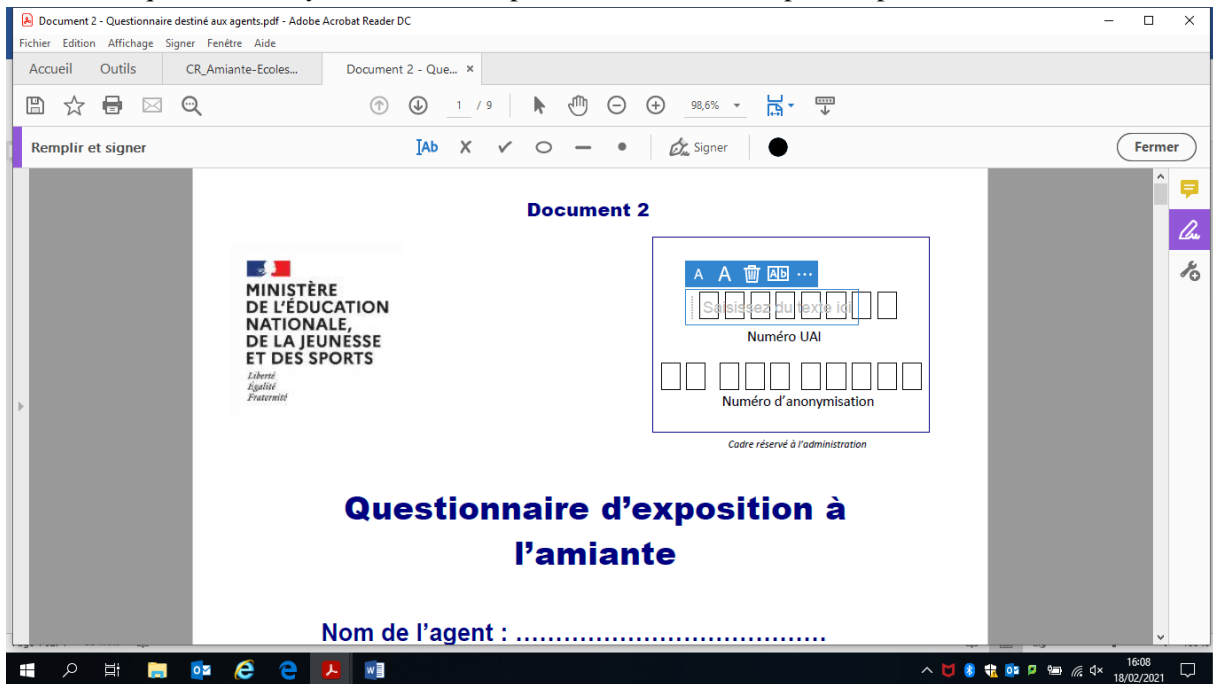 Document 2 - Questionnaire destiné aux agents.pdf - Adobe Acrobat Reader DC
Fichier Edition Affichage Signer Fenêtre Aide
Accueil Outils CR_Amiante-Ecoles... Document 2 - Que... ×
1 / 9 98,6%
Remplir et signer Ab Signer Fermer
Document 2
MINISTÈRE
DE L'ÉDUCATION
NATIONALE,
DE LA JEUNESSE
ET DES SPORTS
Liberté
Égalité
Fraternité
A A Ab ...
Saisissez du texte ici
Numéro UAI
Numéro d'anonymisation
Cadre réservé à l'administration
Questionnaire d'exposition à
l'amiante
Nom de l'agent : ………………………………….
16:08
18/02/2021